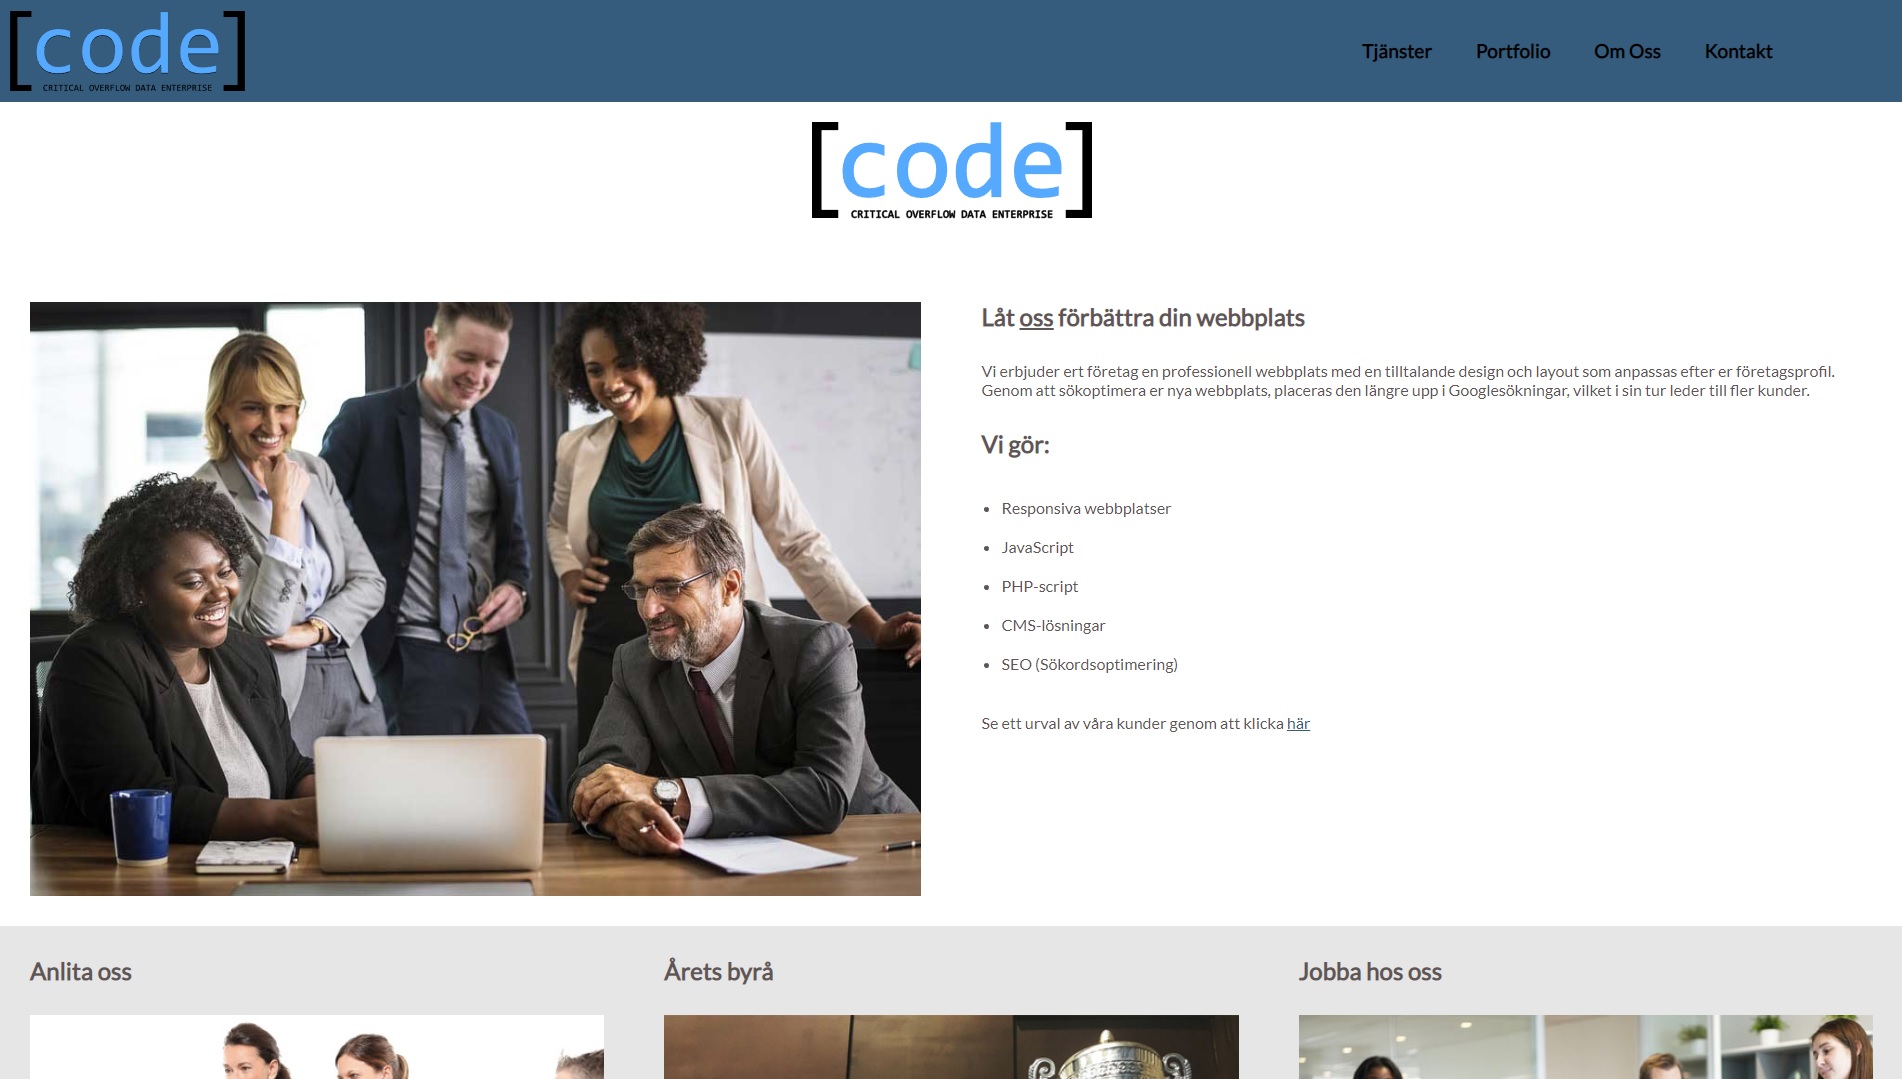 [code]
CRITICAL OVERFLOW DATA ENTERPRISE
Tjänster Portfolio Om Oss Kontakt
[code]
CRITICAL OVERFLOW DATA ENTERPRISE
Låt oss förbättra din webbplats
Vi erbjuder ert företag en professionell webbplats med en tilltalande design och layout som anpassas efter er företagsprofil.
Genom att sökoptimera er nya webbplats, placeras den längre upp i Googlesökningar, vilket i sin tur leder till fler kunder.
Vi gör:
• Responsiva webbplatser
• JavaScript
• PHP-script
• CMS-lösningar
• SEO (Sökordsoptimering)
Se ett urval av våra kunder genom att klicka här
Anlita oss
Årets byrå
Jobba hos oss